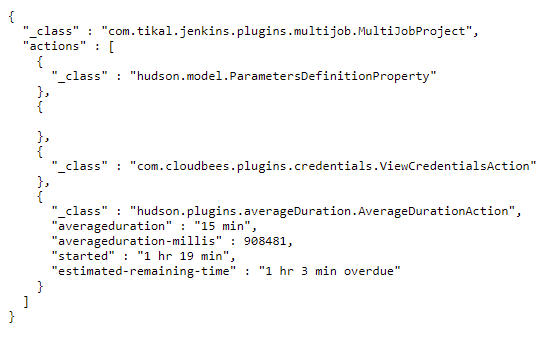 {
  "_class" : "com.tikal.jenkins.plugins.multijob.MultiJobProject",
  "actions" : [
    {
      "_class" : "hudson.model.ParametersDefinitionProperty"
    },
    {

    },
    {
      "_class" : "com.cloudbees.plugins.credentials.ViewCredentialsAction"
    },
    {
      "_class" : "hudson.plugins.averageDuration.AverageDurationAction",
      "averageduration" : "15 min",
      "averageduration-millis" : 908481,
      "started" : "1 hr 19 min",
      "estimated-remaining-time" : "1 hr 3 min overdue"
    }
  ]
}